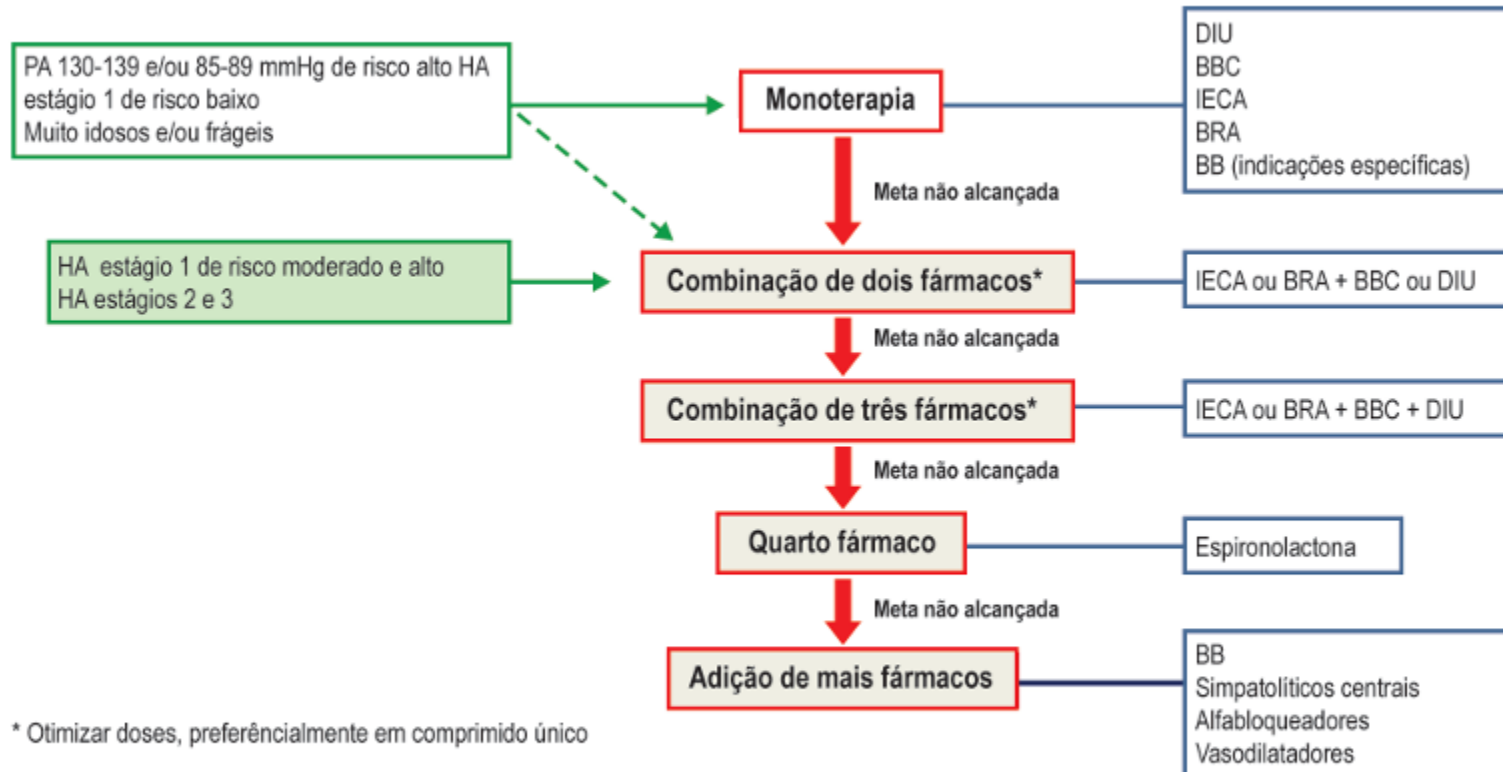 PA 130-139 e/ou 85-89 mmHg de risco alto HA
estágio 1 de risco baixo
Muito idosos e/ou frágeis
Monoterapia
DIU
BBC
IECA
BRA
BB (indicações específicas)
Meta não alcançada
HA estágio 1 de risco moderado e alto
HA estágios 2 e 3
Combinação de dois fármacos*
IECA ou BRA + BBC ou DIU
Meta não alcançada
Combinação de três fármacos*
IECA ou BRA + BBC + DIU
Meta não alcançada
Quarto fármaco
Espironolactona
Meta não alcançada
Adição de mais fármacos
BB
Simpatolíticos centrais
Alfabloqueadores
Vasodilatadores
* Otimizar doses, preferêncialmente em comprimido único